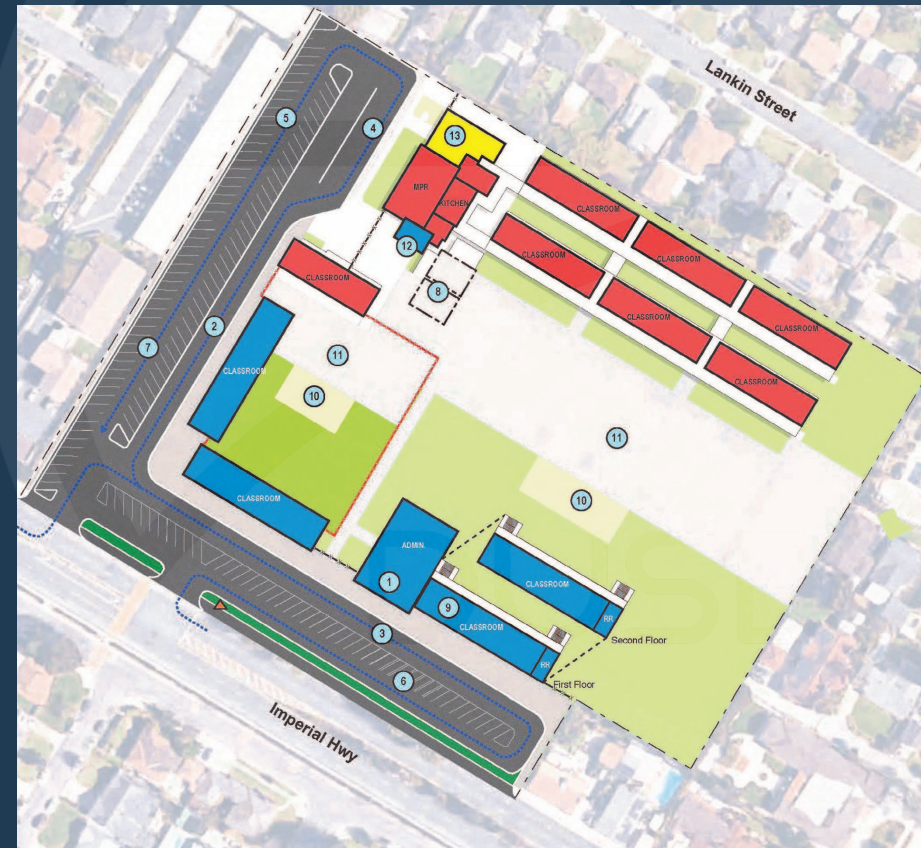 Lankin Street
13
5
4
MPR
KITCHEN
CLASSROOM
12
CLASSROOM
CLASSROOM
CLASSROOM
8
CLASSROOM
2
CLASSROOM
11
7
CLASSROOM
CLASSROOM
10
11
CLASSROOM
10
ADMIN.
1
CLASSROOM
9
CLASSROOM
RR
3
Second Floor
RR
6
First Floor
Imperial Hwy